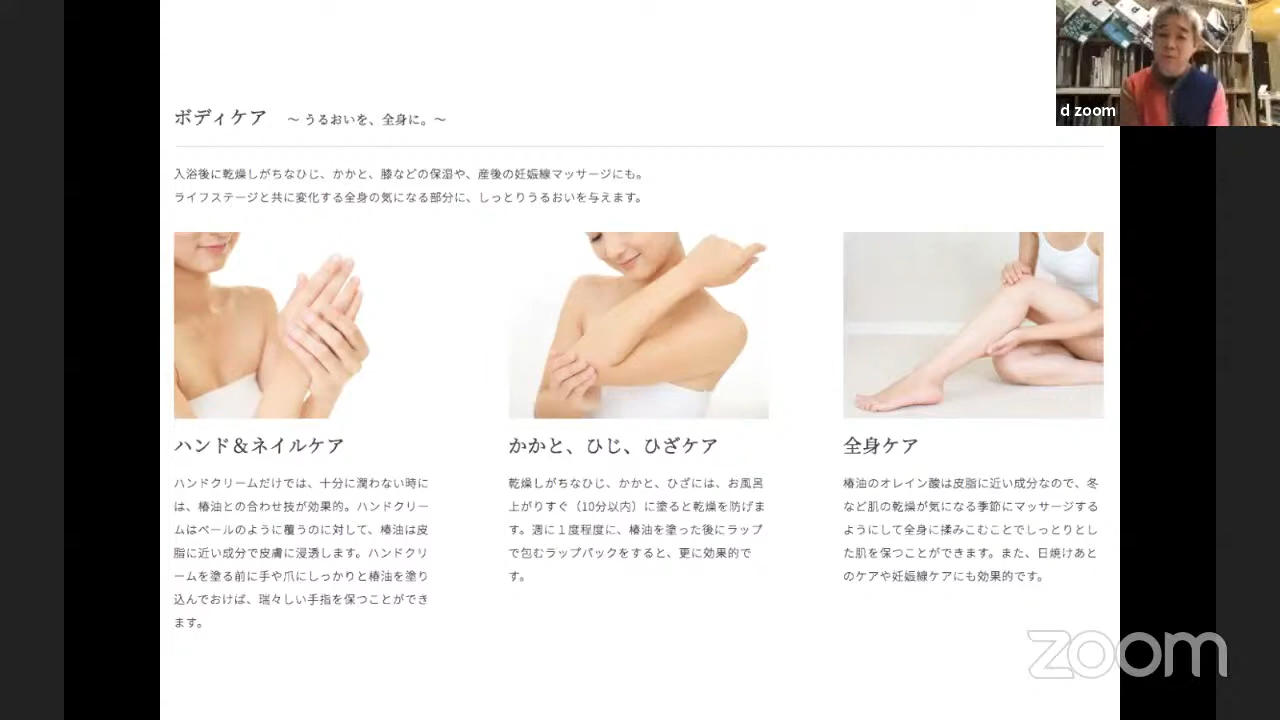 ボディケア ～ うるおいを、全身に。～
入浴後に乾燥しがちなひじ、かかと、膝などの保湿や、産後の妊娠線マッサージにも。
ライフステージと共に変化する全身の気になる部分に、しっとりうるおいを与えます。
ハンド＆ネイルケア
ハンドクリームだけでは、十分に潤わない時に
は、椿油との合わせ技が効果的。ハンドクリー
ムはベールのように覆うのに対して、椿油は皮
脂に近い成分で皮膚に浸透します。ハンドクリ
ームを塗る前に手や爪にしっかりと椿油を塗り
込んでおけば、瑞々しい手指を保つことができ
ます。
かかと、ひじ、ひざケア
乾燥しがちなひじ、かかと、ひざには、お風呂
上がりすぐ（10分以内）に塗ると乾燥を防げま
す。週に１度程度に、椿油を塗った後にラップ
で包むラップパックをすると、更に効果的で
す。
全身ケア
椿油のオレイン酸は皮脂に近い成分なので、冬
など肌の乾燥が気になる季節にマッサージする
ようにして全身に揉みこむことでしっとりとし
た肌を保つことができます。また、日焼けあと
のケアや妊娠線ケアにも効果的です。
d zoom
zoom